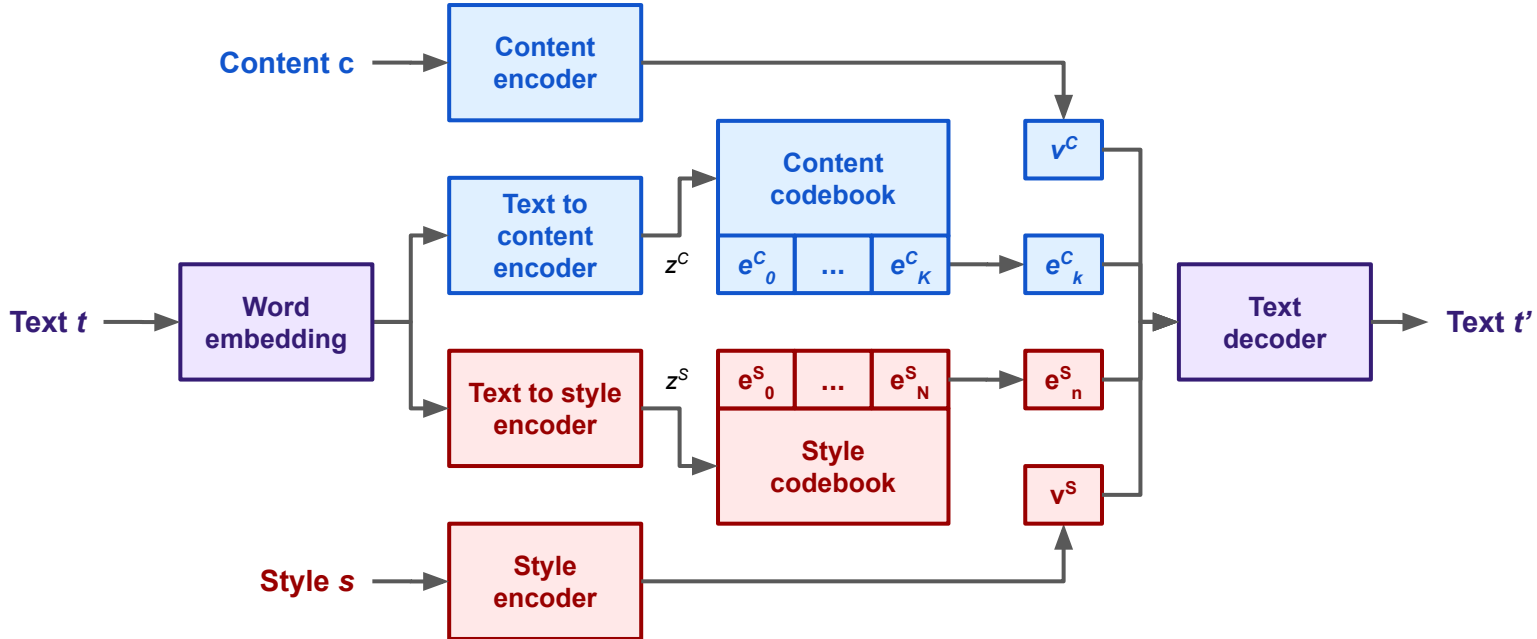 Content c
Content
encoder
v^C
Text to
content
encoder
z^C
Content
codebook
e^C_0
...
e^C_K
e^C_k
Text t
Word
embedding
Text
decoder
Text t’
Text to style
encoder
z^S
e^S_0
...
e^S_N
e^S_n
Style
codebook
v^S
Style s
Style
encoder